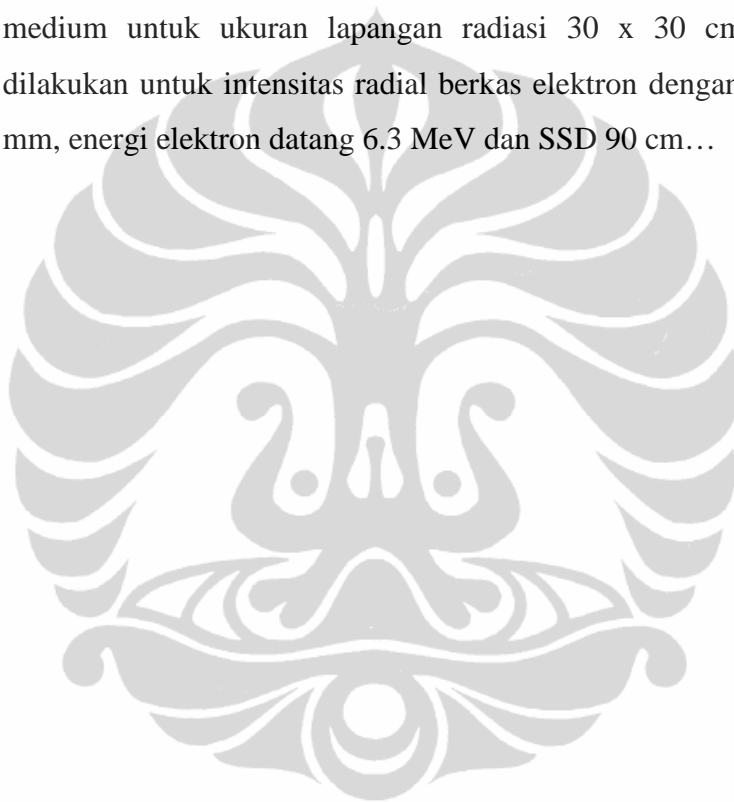 medium untuk ukuran lapangan radiasi 30 x 30 cm
dilakukan untuk intensitas radial berkas elektron dengan
mm, energi elektron datang 6.3 MeV dan SSD 90 cm…